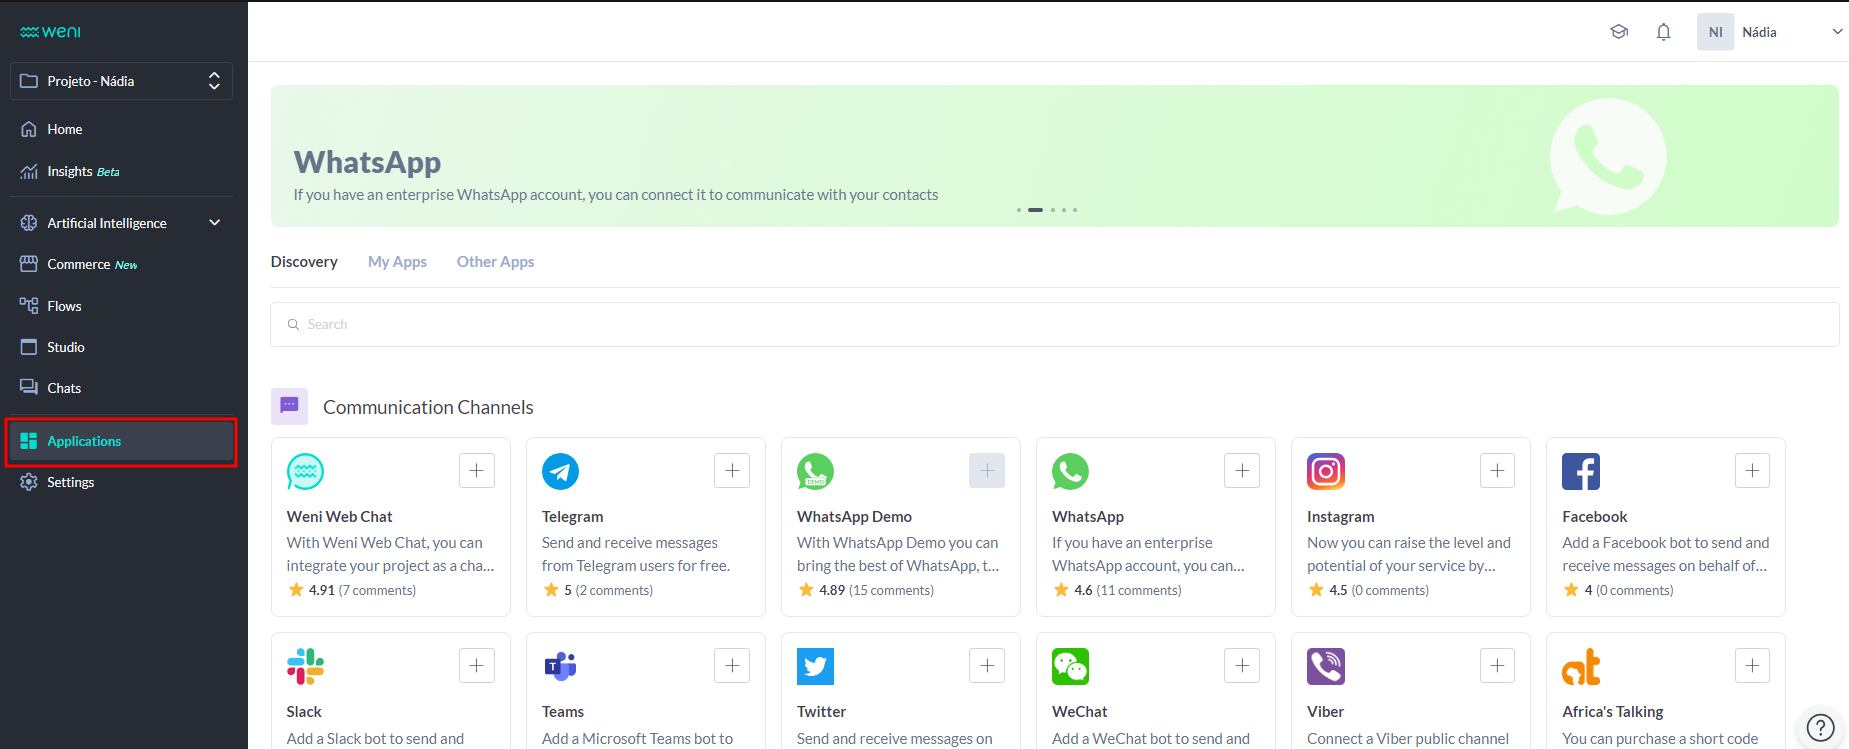 weni
Projeto - Nádia
Home
Insights Beta
Artificial Intelligence
Commerce New
Flows
Studio
Chats
Applications
Settings
NI Nádia
WhatsApp
If you have an enterprise WhatsApp account, you can connect it to communicate with your contacts
Discovery My Apps Other Apps
Search
Communication Channels
Weni Web Chat
With Weni Web Chat, you can
integrate your project as a cha...
4.91 (7 comments)
Telegram
Send and receive messages
from Telegram users for free.
5 (2 comments)
DEMO
WhatsApp Demo
With WhatsApp Demo you can
bring the best of WhatsApp, t...
4.89 (15 comments)
WhatsApp
If you have an enterprise
WhatsApp account, you can...
4.6 (11 comments)
Instagram
Now you can raise the level and
potential of your service by...
4.5 (0 comments)
Facebook
Add a Facebook bot to send and
receive messages on behalf of...
4 (0 comments)
Slack
Add a Slack bot to send and
T
Teams
Add a Microsoft Teams bot to
Twitter
Send and receive messages on
WeChat
Add a WeChat bot to send and
Viber
Connect a Viber public channel
at
Africa's Talking
You can purchase a short code